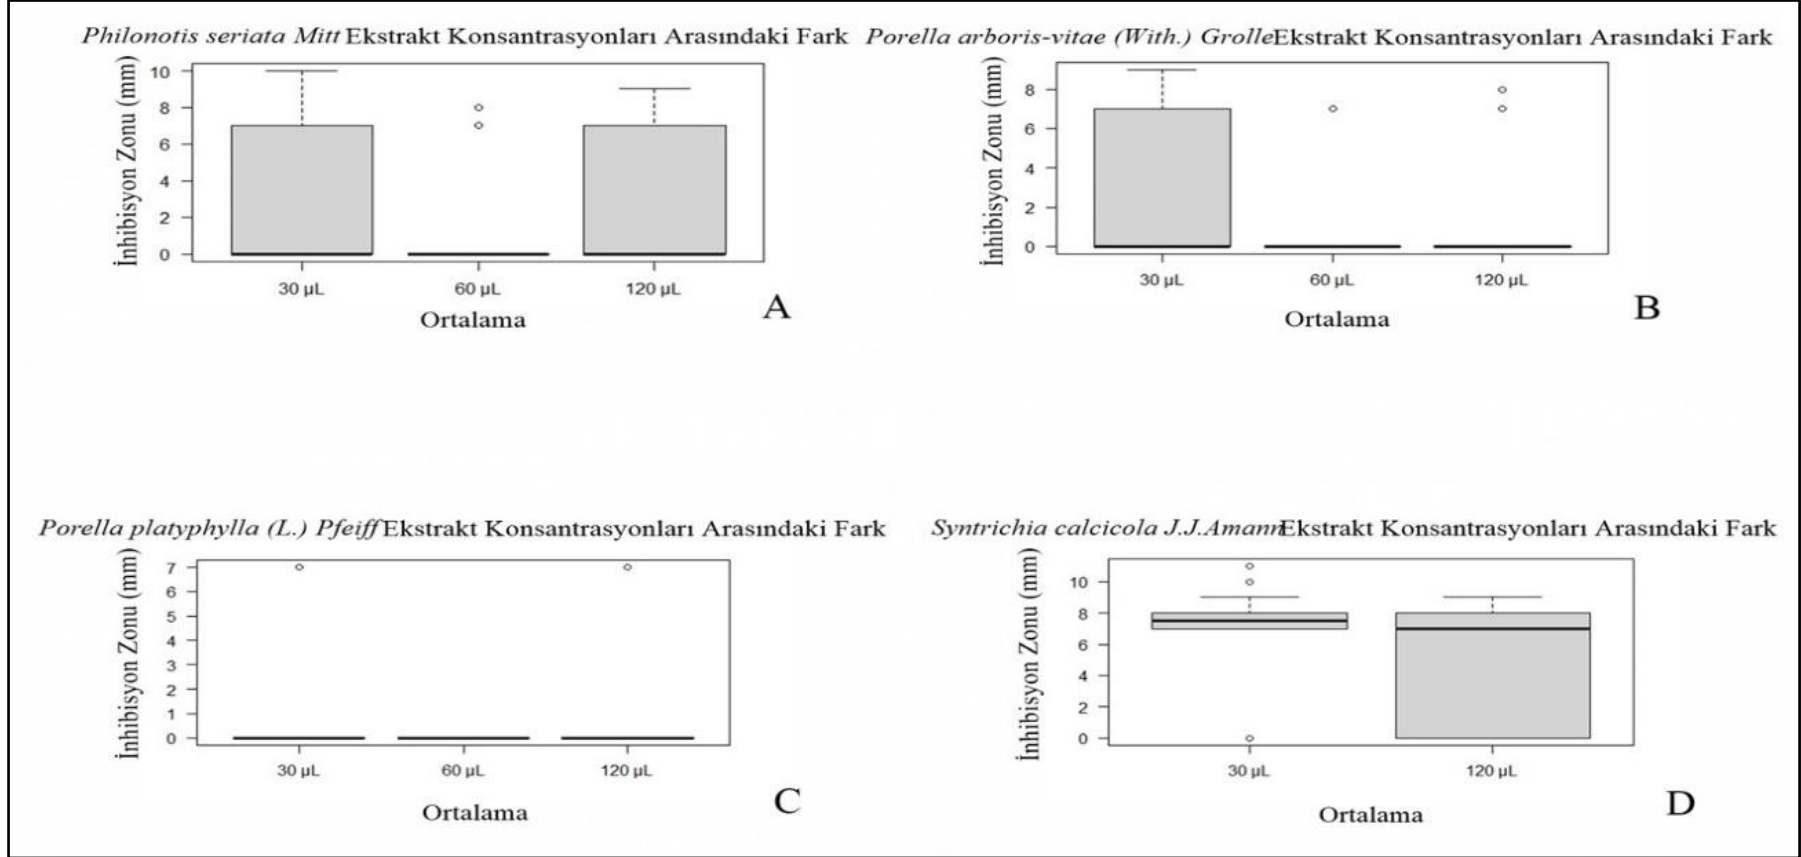 Philonotis seriata Mitt Ekstrakt Konsantrasyonları Arasındaki Fark
İnhibisyon Zonu (mm)
10
8
6
4
2
0
30 µL 60 µL 120 µL
Ortalama
A
Porella arboris-vitae (With.) GrolleEkstrakt Konsantrasyonları Arasındaki Fark
İnhibisyon Zonu (mm)
8
6
4
2
0
30 µL 60 µL 120 µL
Ortalama
B
Porella platyphylla (L.) Pfeiff Ekstrakt Konsantrasyonları Arasındaki Fark
İnhibisyon Zonu (mm)
7
6
5
4
3
2
1
0
30 µL 60 µL 120 µL
Ortalama
C
Syntrichia calcicola J.J.AmannEkstrakt Konsantrasyonları Arasındaki Fark
İnhibisyon Zonu (mm)
10
8
6
4
2
0
30 µL 120 µL
Ortalama
D